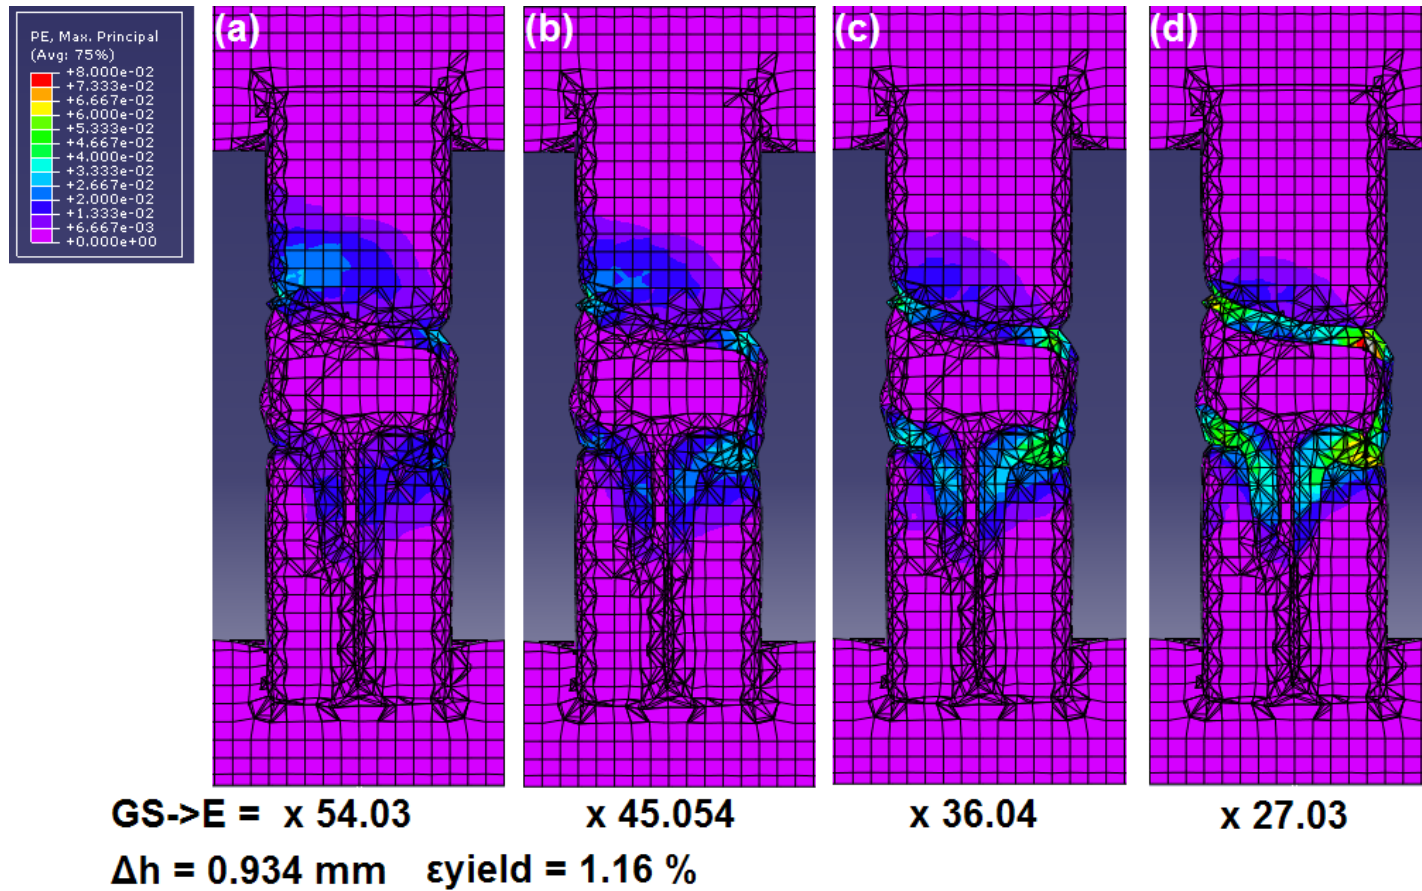 PE, Max. Principal
(Avg: 75%)
+8.000e-02
+7.333e-02
+6.667e-02
+6.000e-02
+5.333e-02
+4.667e-02
+4.000e-02
+3.333e-02
+2.667e-02
+2.000e-02
+1.333e-02
+6.667e-03
+0.000e+00
(a) (b) (c) (d)
GS->E = x 54.03 x 45.054 x 36.04 x 27.03
Δh = 0.934 mm εyield = 1.16 %